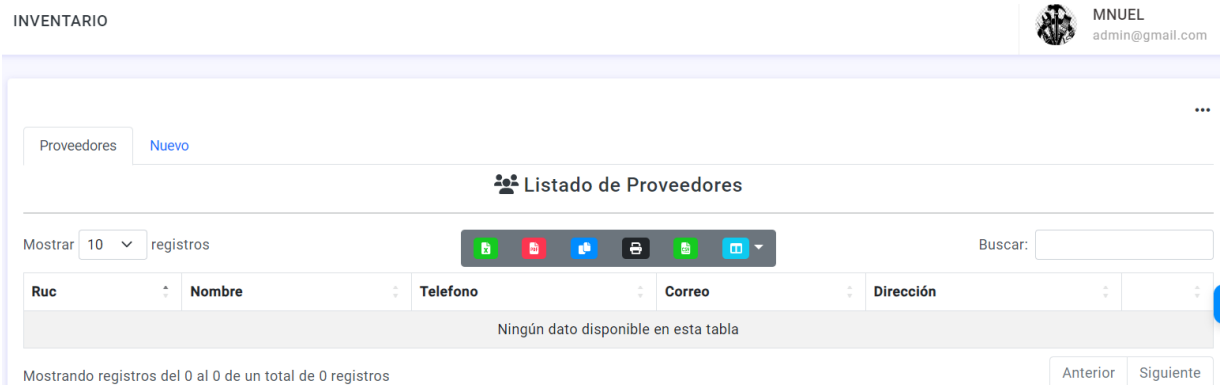 INVENTARIO
MNUEL
admin@gmail.com
Proveedores Nuevo
Listado de Proveedores
Mostrar 10 registros
Buscar:
Ruc Nombre Telefono Correo Dirección
Ningún dato disponible en esta tabla
Mostrando registros del 0 al 0 de un total de 0 registros
Anterior Siguiente